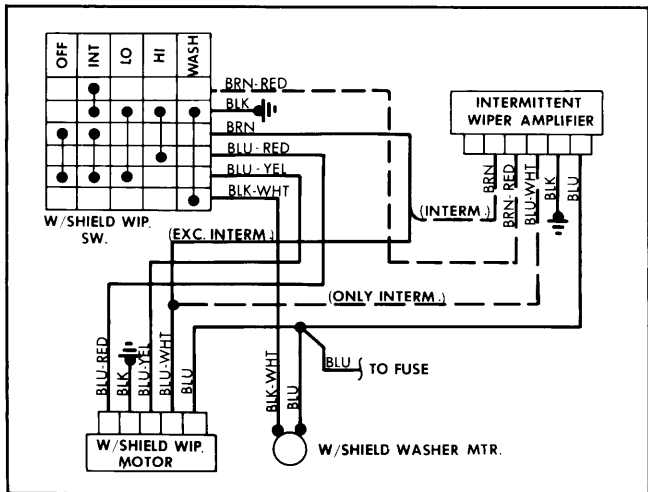 OFF
INT
LO
HI
WASH
BRN-RED
BLK
BRN
BLU-RED
BLU-YEL
BLK-WHT
W/SHIELD WIP.
SW.
INTERMITTENT
WIPER AMPLIFIER
BRN
BRN-RED
BLU-WHT
BLK
BLU
(INTERM.)
(EXC. INTERM.)
(ONLY INTERM.)
BLU-RED
BLK
BLU-YEL
BLU-WHT
BLU
BLK-WHT
BLU
BLU
TO FUSE
W/SHIELD WIP.
MOTOR
W/SHIELD WASHER MTR.